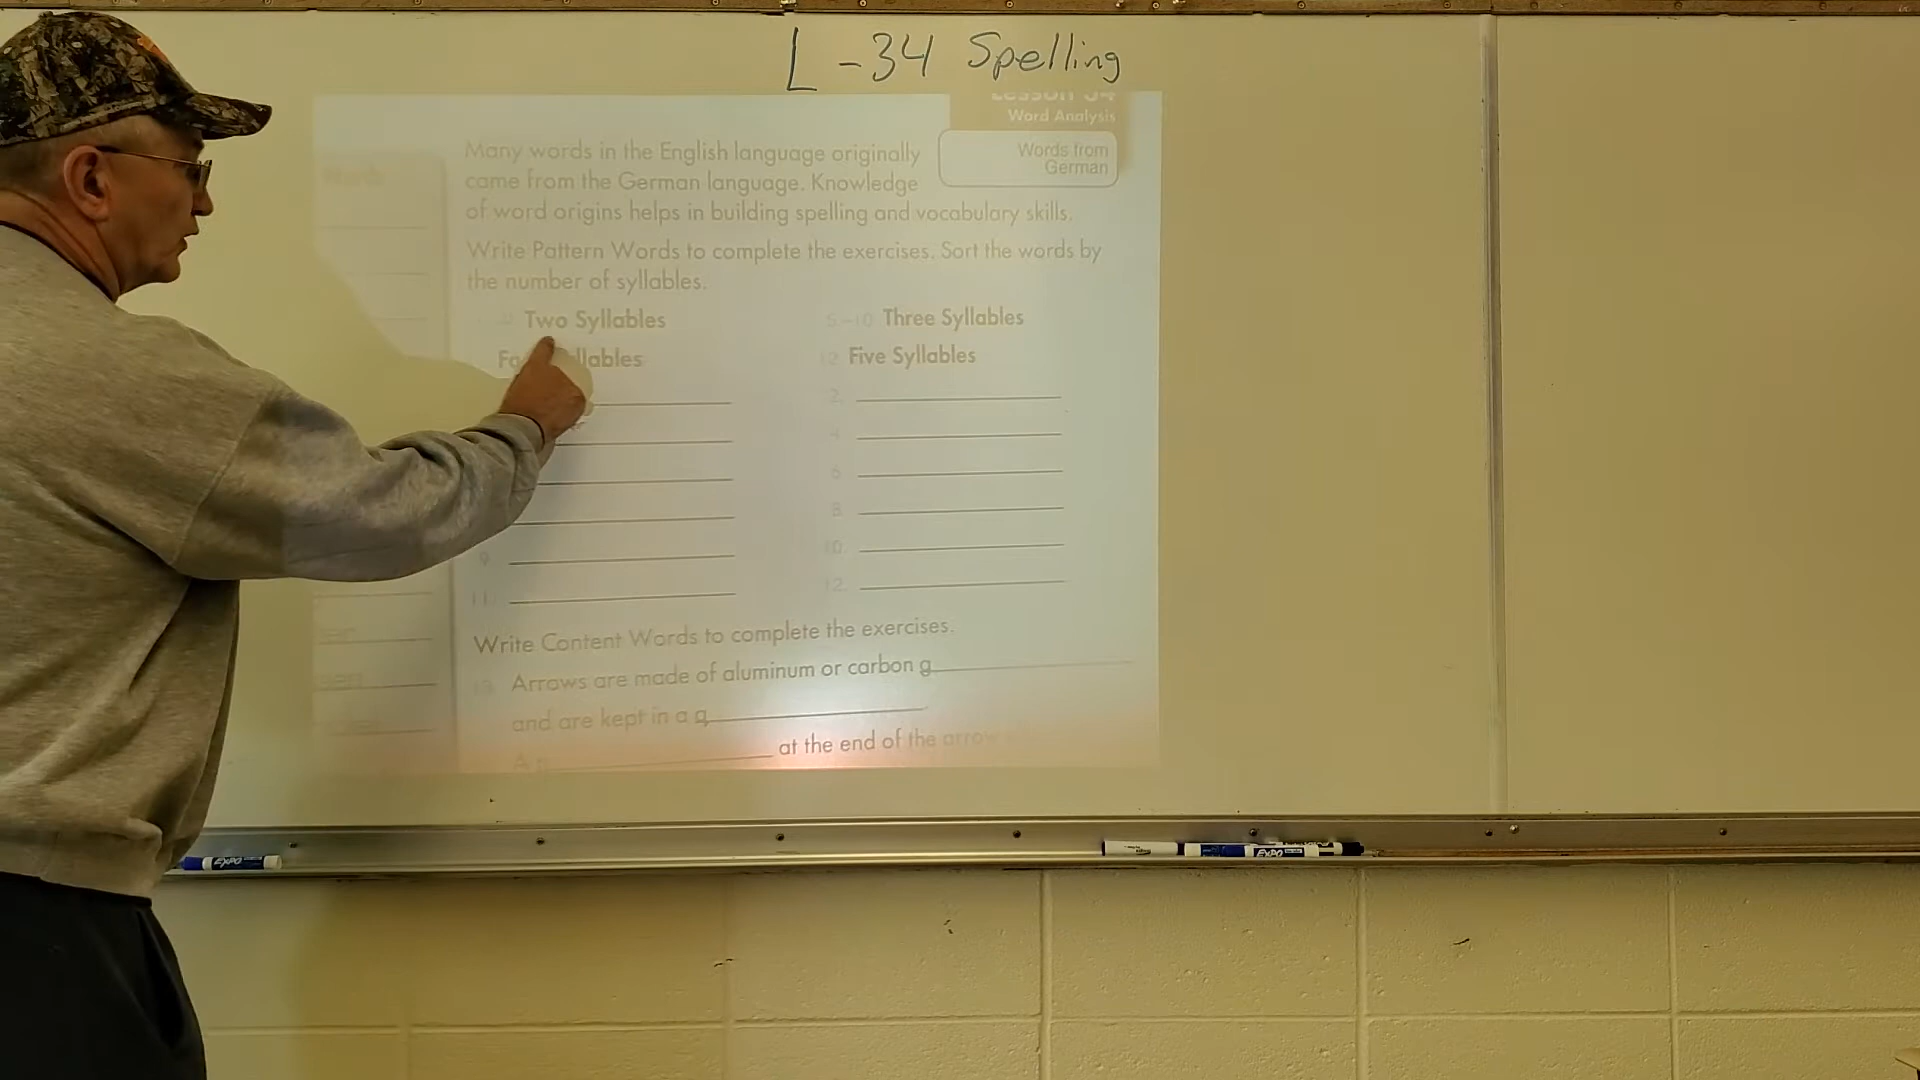 L - 34 Spelling
Lesson 34
Word Analysis
Words from
German
Many words in the English language originally
came from the German language. Knowledge
of word origins helps in building spelling and vocabulary skills.
Write Pattern Words to complete the exercises. Sort the words by
the number of syllables.
Two Syllables
5-10 Three Syllables
12 Five Syllables
2.
4.
6.
8.
9.
10.
11.
12.
Write Content Words to complete the exercises.
13. Arrows are made of aluminum or carbon g
and are kept in a q
at the end of the arrow
EXPO
EXPO